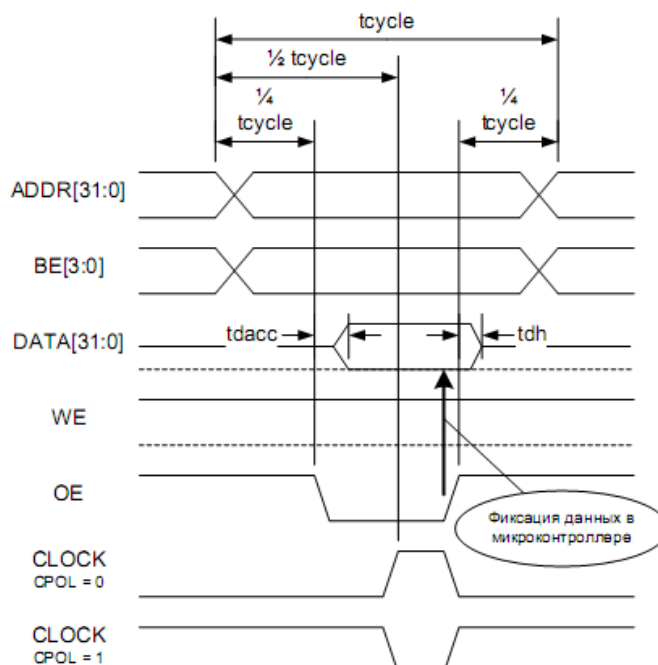 tcycle
½ tcycle
¼
tcycle
¼
tcycle
ADDR[31:0]
BE[3:0]
DATA[31:0]
tdacc
tdh
WE
OE
Фиксация данных в
микроконтроллере
CLOCK
CPOL = 0
CLOCK
CPOL = 1